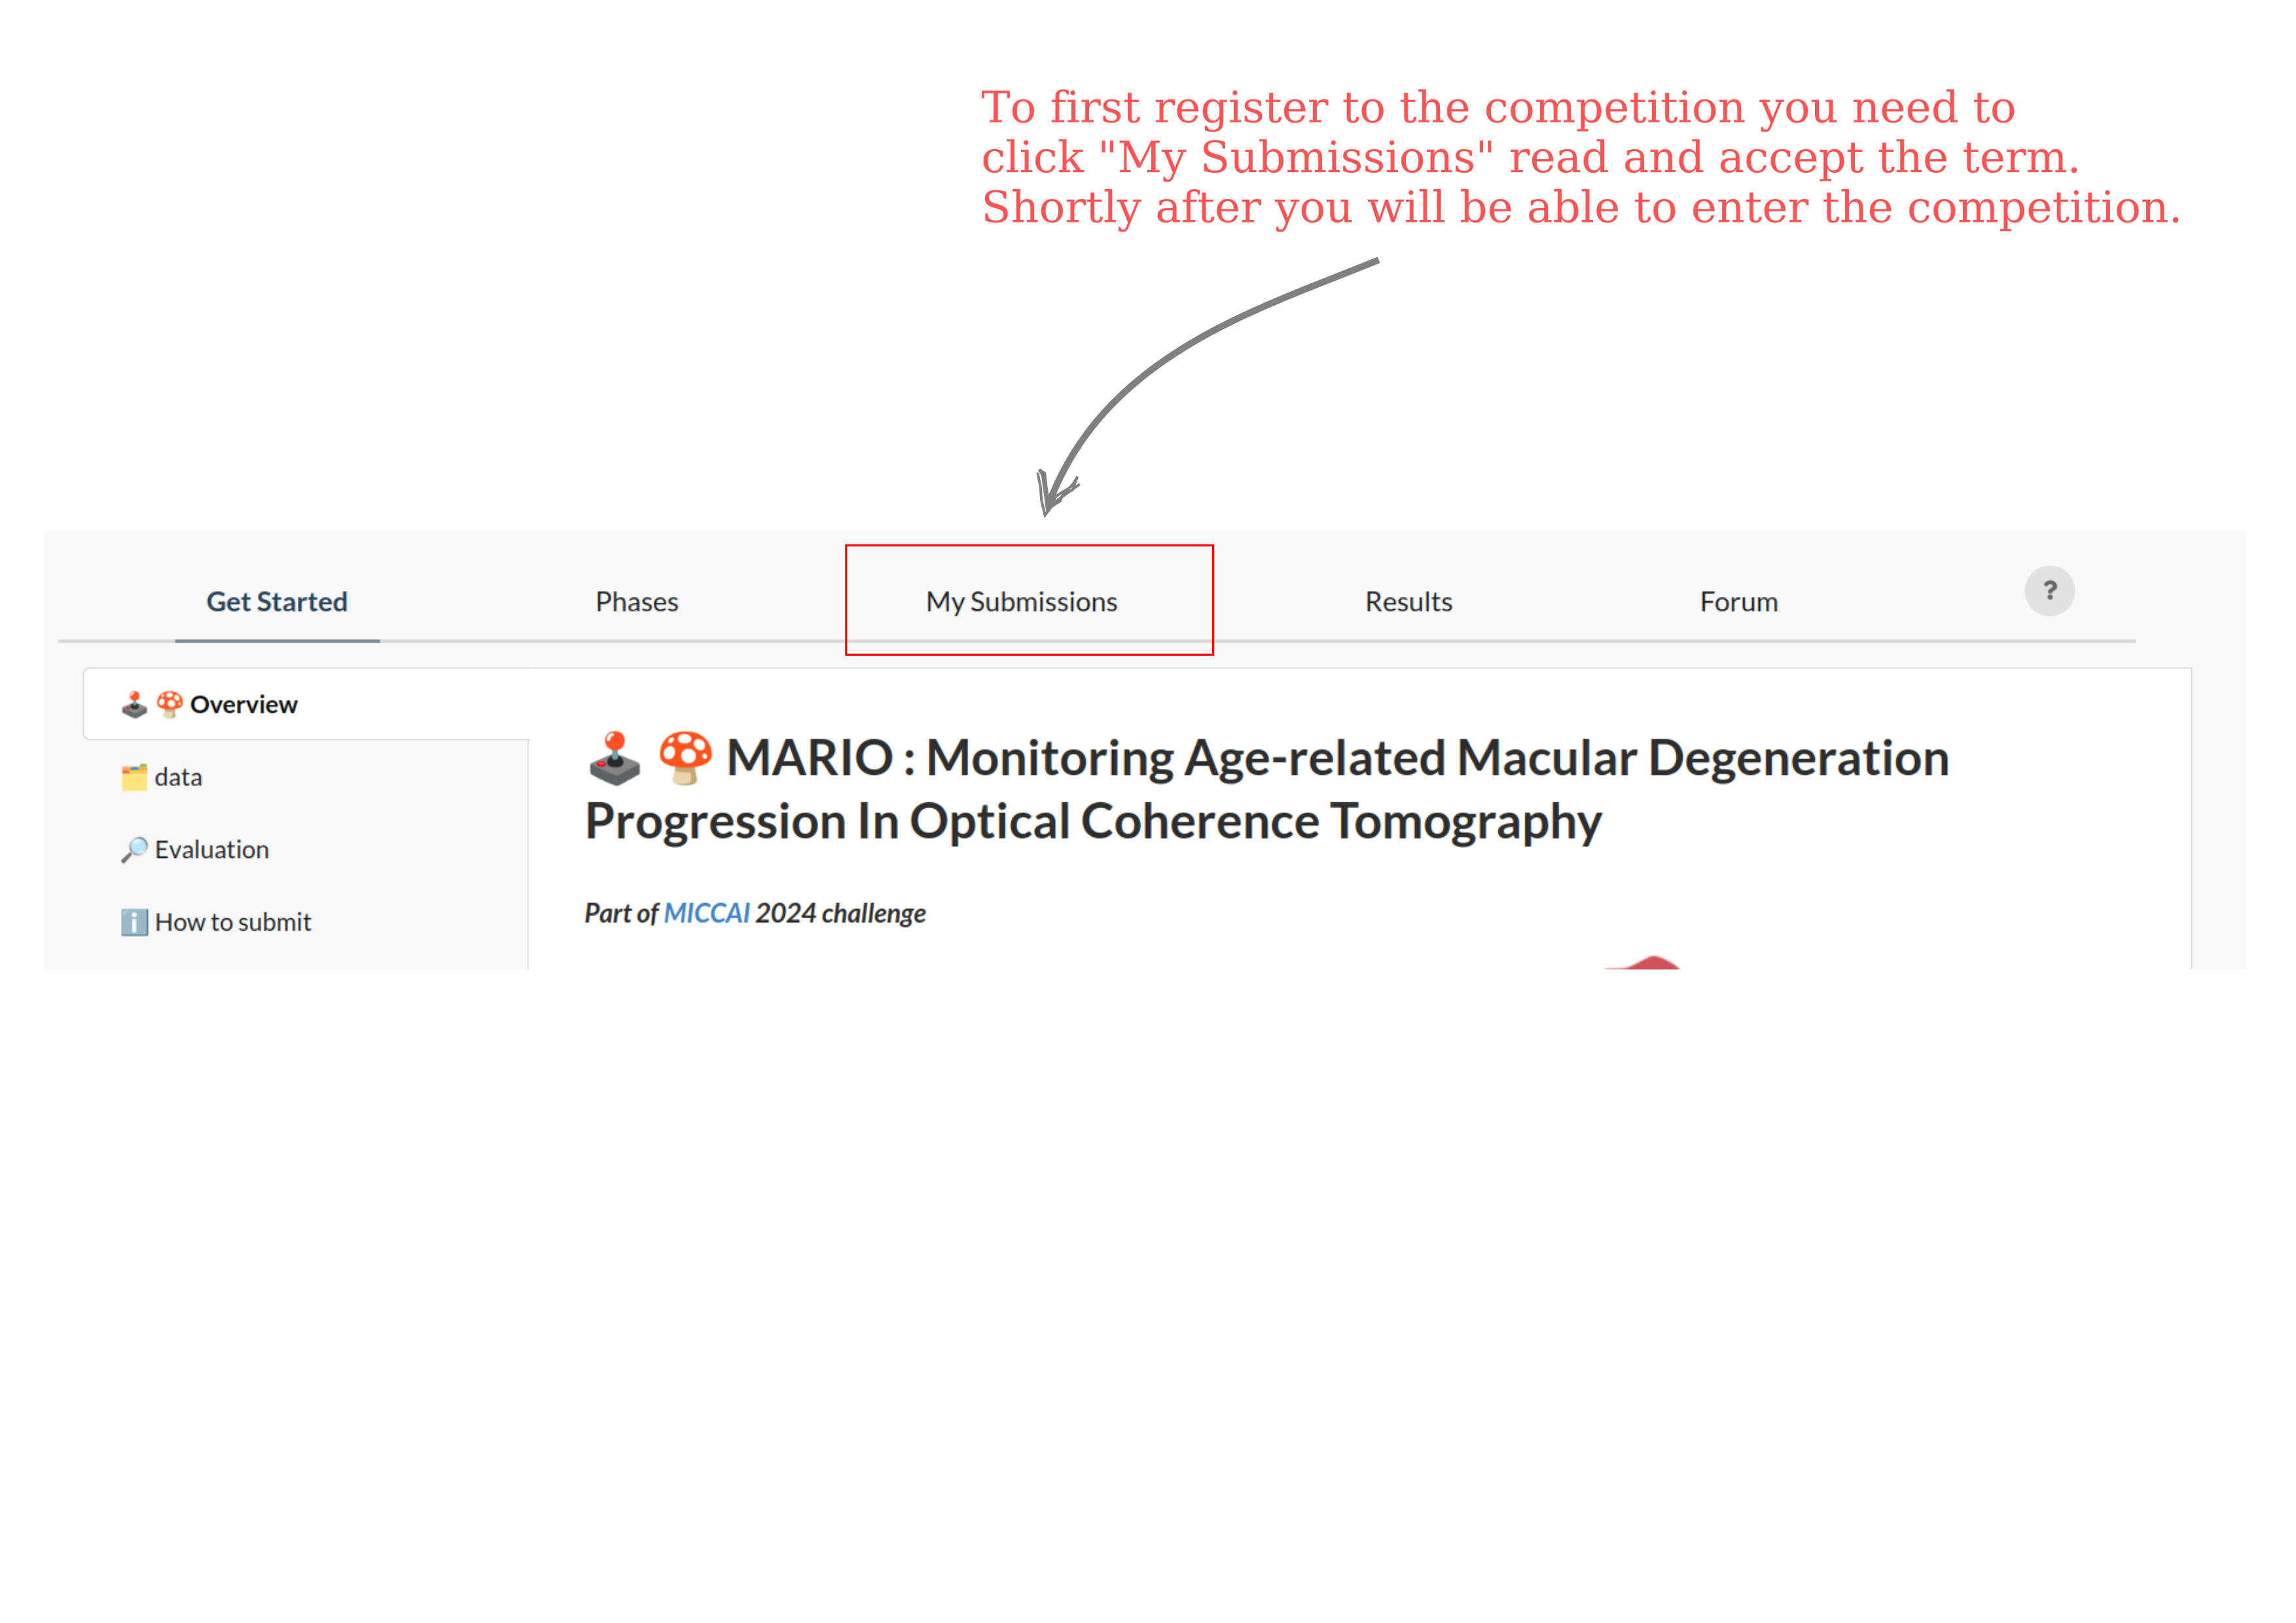 To first register to the competition you need to
click "My Submissions" read and accept the term.
Shortly after you will be able to enter the competition.
Get Started
Phases
My Submissions
Results
Forum
?
Overview
data
Evaluation
How to submit
MARIO : Monitoring Age-related Macular Degeneration
Progression In Optical Coherence Tomography
Part of MICCAI 2024 challenge